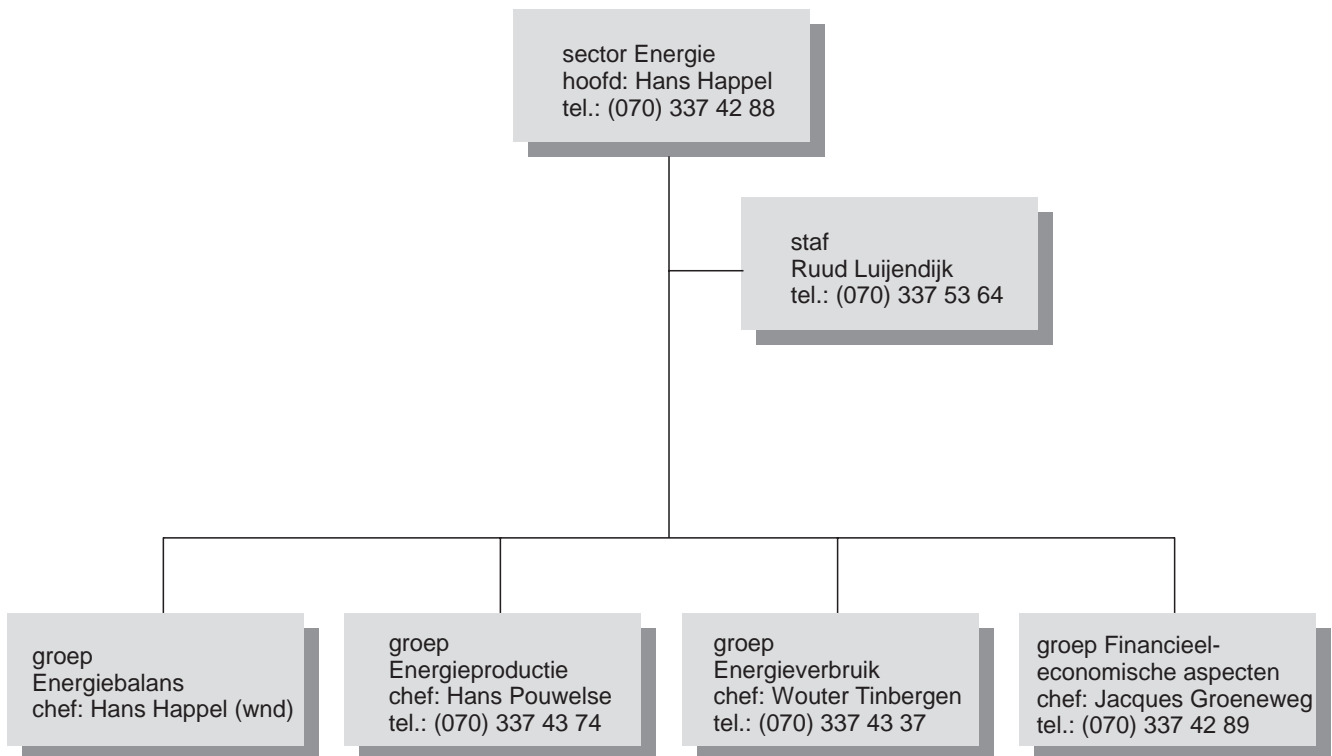 sector Energie
hoofd: Hans Happel
tel.: (070) 337 42 88
staf
Ruud Luijendijk
tel.: (070) 337 53 64
groep
Energiebalans
chef: Hans Happel (wnd)
groep
Energieproductie
chef: Hans Pouwelse
tel.: (070) 337 43 74
groep
Energieverbruik
chef: Wouter Tinbergen
tel.: (070) 337 43 37
groep Financieel-
economische aspecten
chef: Jacques Groeneweg
tel.: (070) 337 42 89